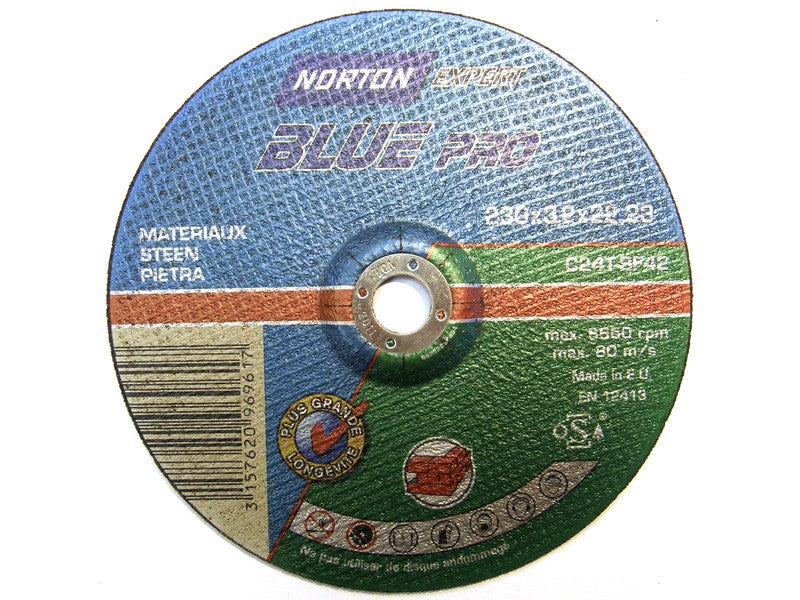 NORTON EXPERT
BLUE PRO
230x3.2x22.23
MATERIAUX
STEEN
PIETRA
C24T-BF42
max. 6650 rpm
max. 80 m/s
Made in E.U.
EN 12413
PLUS GRANDE
LONGEVITE
oSA®
3 157620 969617
Ne pas utiliser de disque endommagé